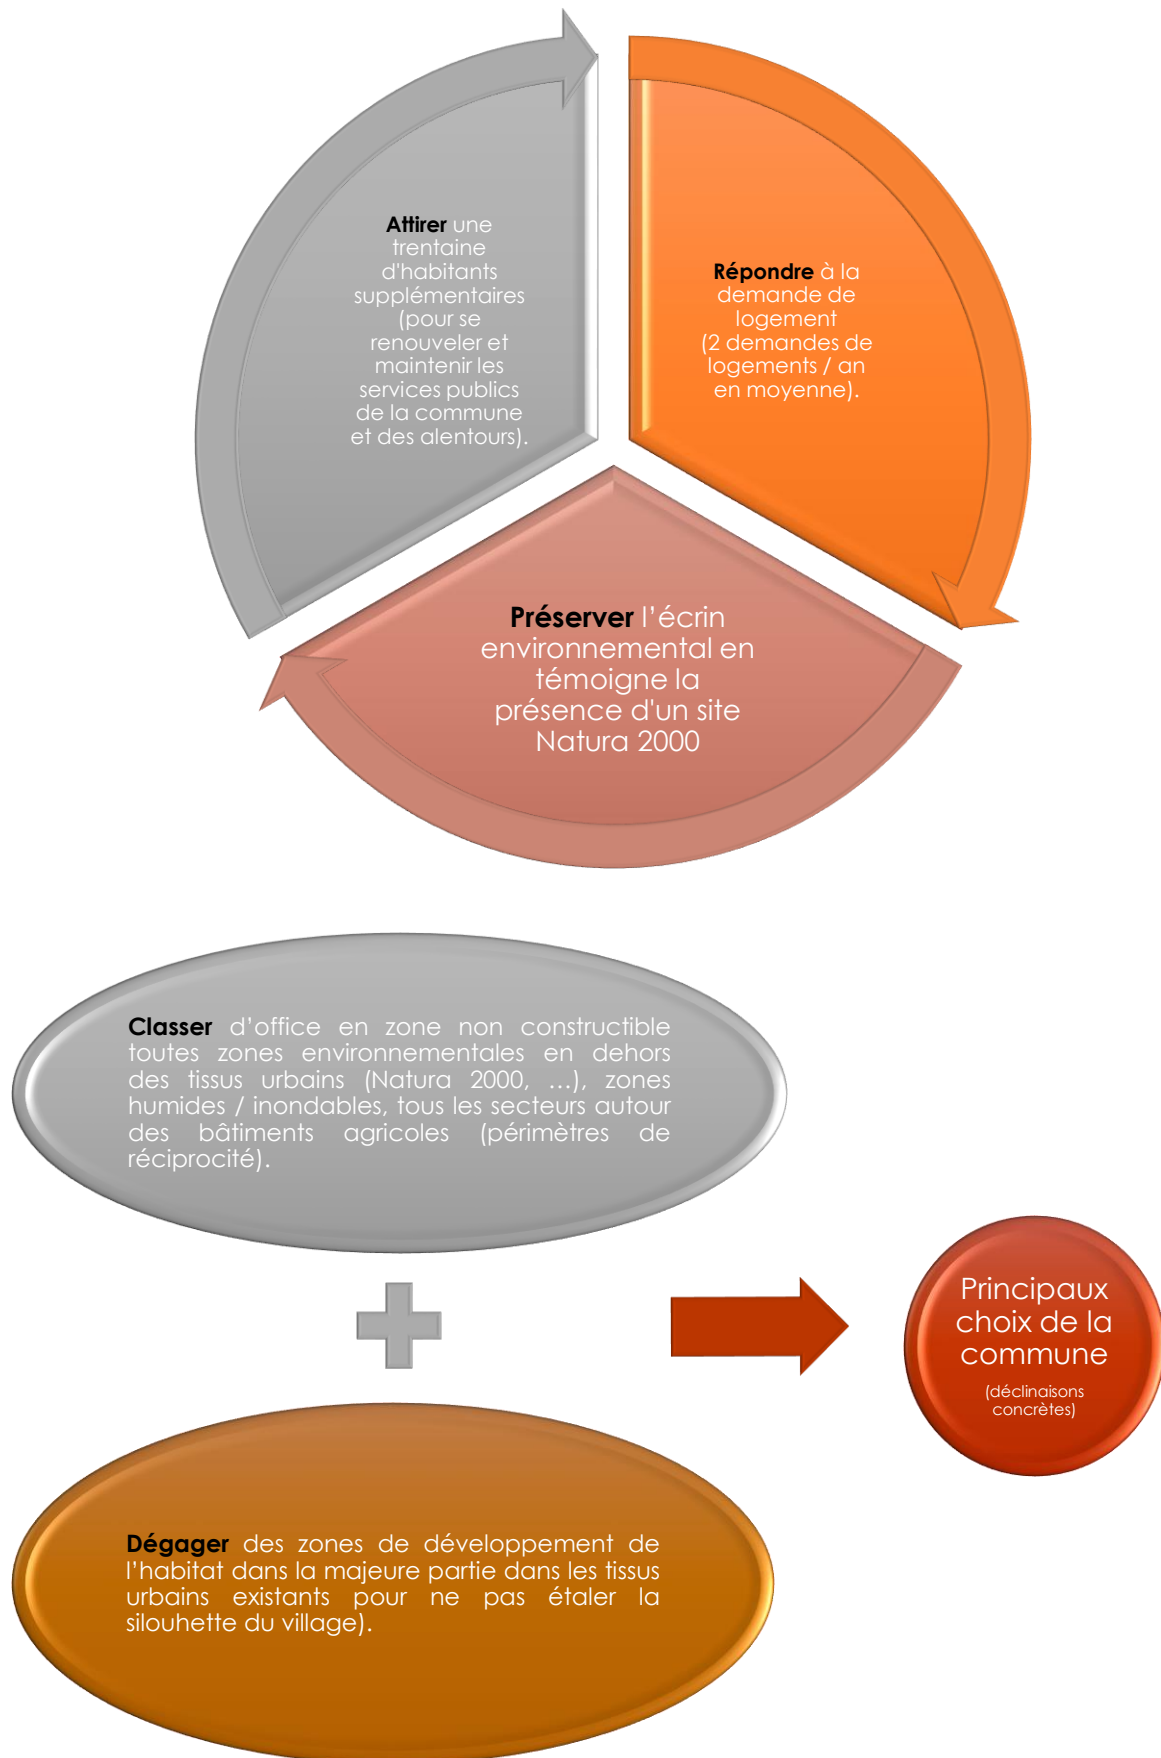 Attirer une
trentaine
d'habitants
supplémentaires
(pour se
renouveler et
maintenir les
services publics
de la commune
et des alentours).
Répondre à la
demande de
logement
(2 demandes de
logements / an
en moyenne).
Préserver l’écrin
environnemental en
témoigne la
présence d'un site
Natura 2000
Classer d’office en zone non constructible
toutes zones environnementales en dehors
des tissus urbains (Natura 2000, …), zones
humides / inondables, tous les secteurs autour
des bâtiments agricoles (périmètres de
réciprocité).
Principaux
choix de la
commune
(déclinaisons
concrètes)
Dégager des zones de développement de
l’habitat dans la majeure partie dans les tissus
urbains existants pour ne pas étaler la
silouhette du village).